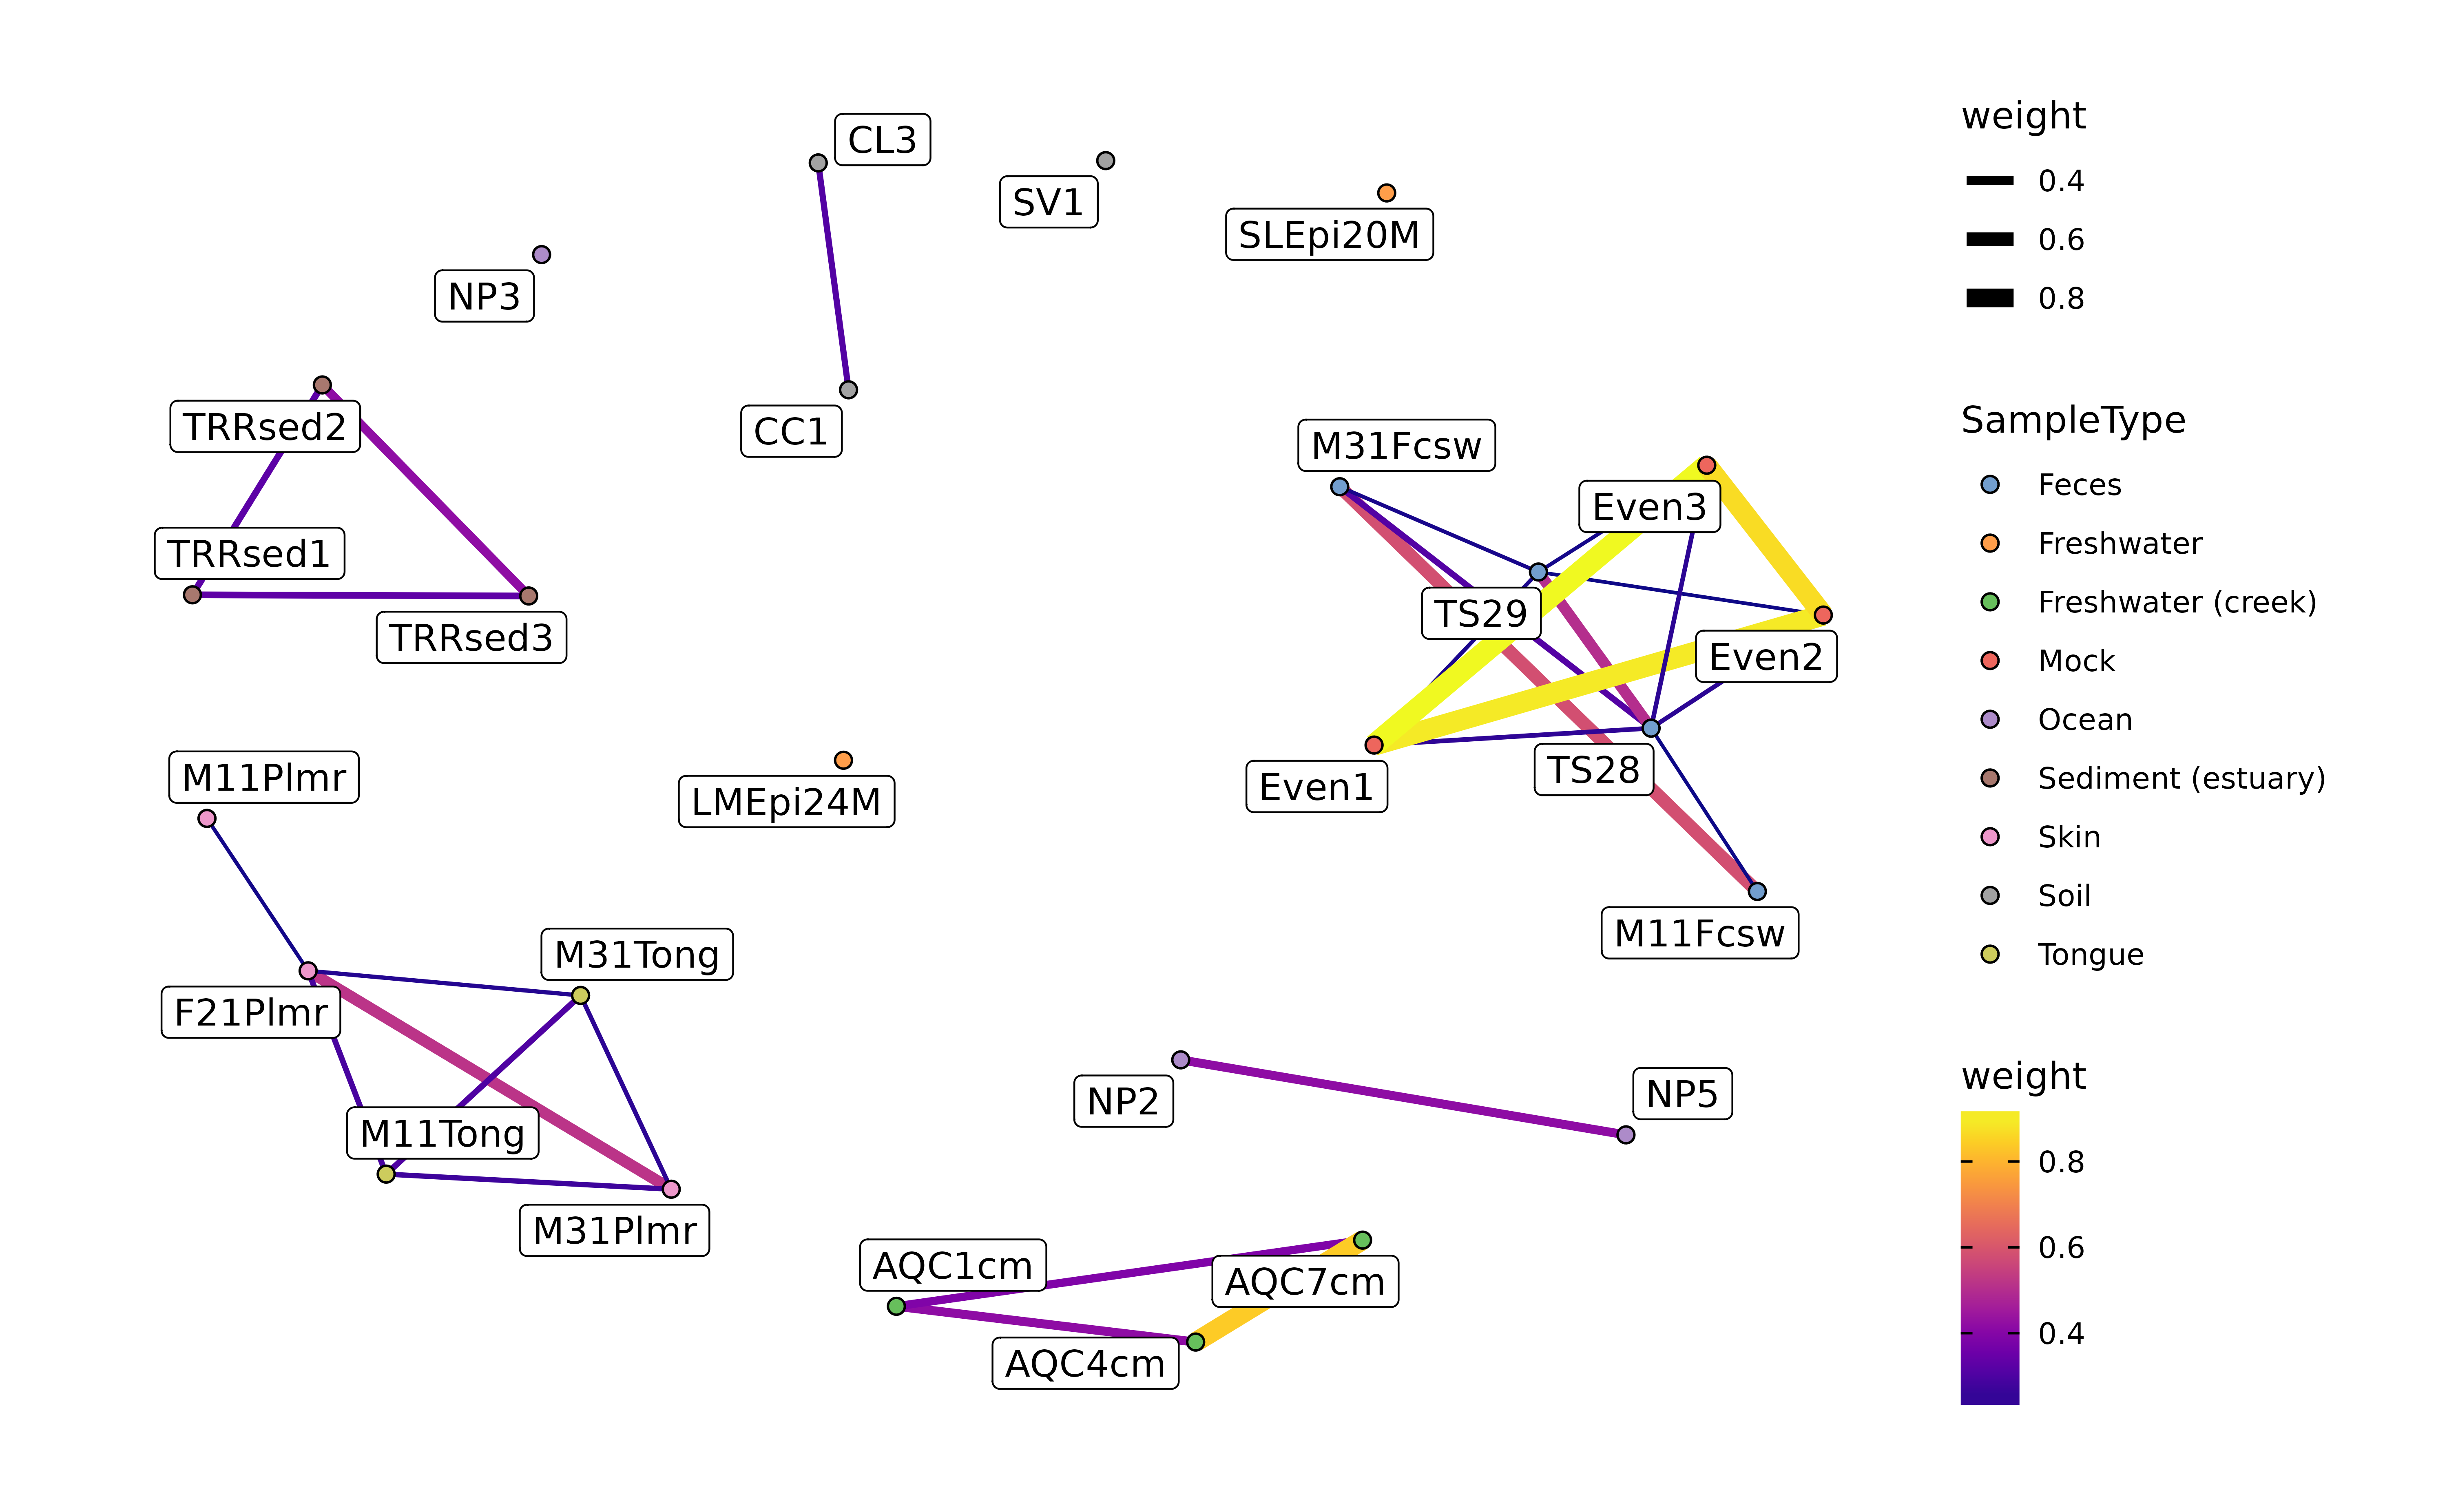 CL3
SV1
SLEpi20M
NP3
TRRsed2
CC1
M31Fcsw
Even3
TRRsed1
TS29
TRRsed3
Even2
M11Plmr
LMEpi24M
Even1
TS28
M31Tong
M11Fcsw
F21Plmr
NP2
NP5
M11Tong
M31Plmr
AQC1cm
AQC7cm
AQC4cm
weight
0.4
0.6
0.8
SampleType
Feces
Freshwater
Freshwater (creek)
Mock
Ocean
Sediment (estuary)
Skin
Soil
Tongue
weight
0.8
0.6
0.4